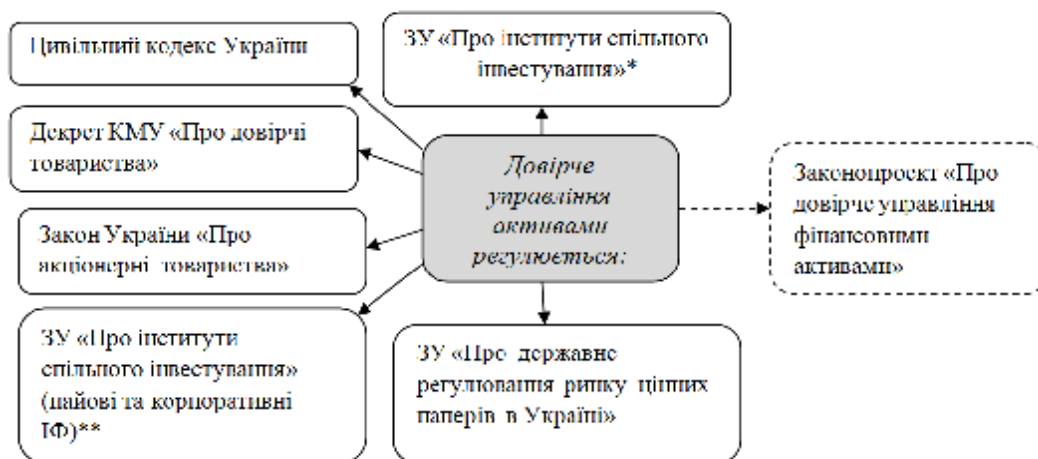 Цивільний кодекс України
ЗУ «Про інститути спільного
інвестування»*
Декрет КМУ «Про довірчі
товариства»
Довірче
управління
активами
регулюється:
Законопроєкт «Про
довірче управління
фінансовими
активами»
Закон України «Про
акціонерні товариства»
ЗУ «Про інститути
спільного інвестування»
(пайові та корпоративні
ІФ)**
ЗУ «Про державне
регулювання ринку цінних
паперів в Україні»